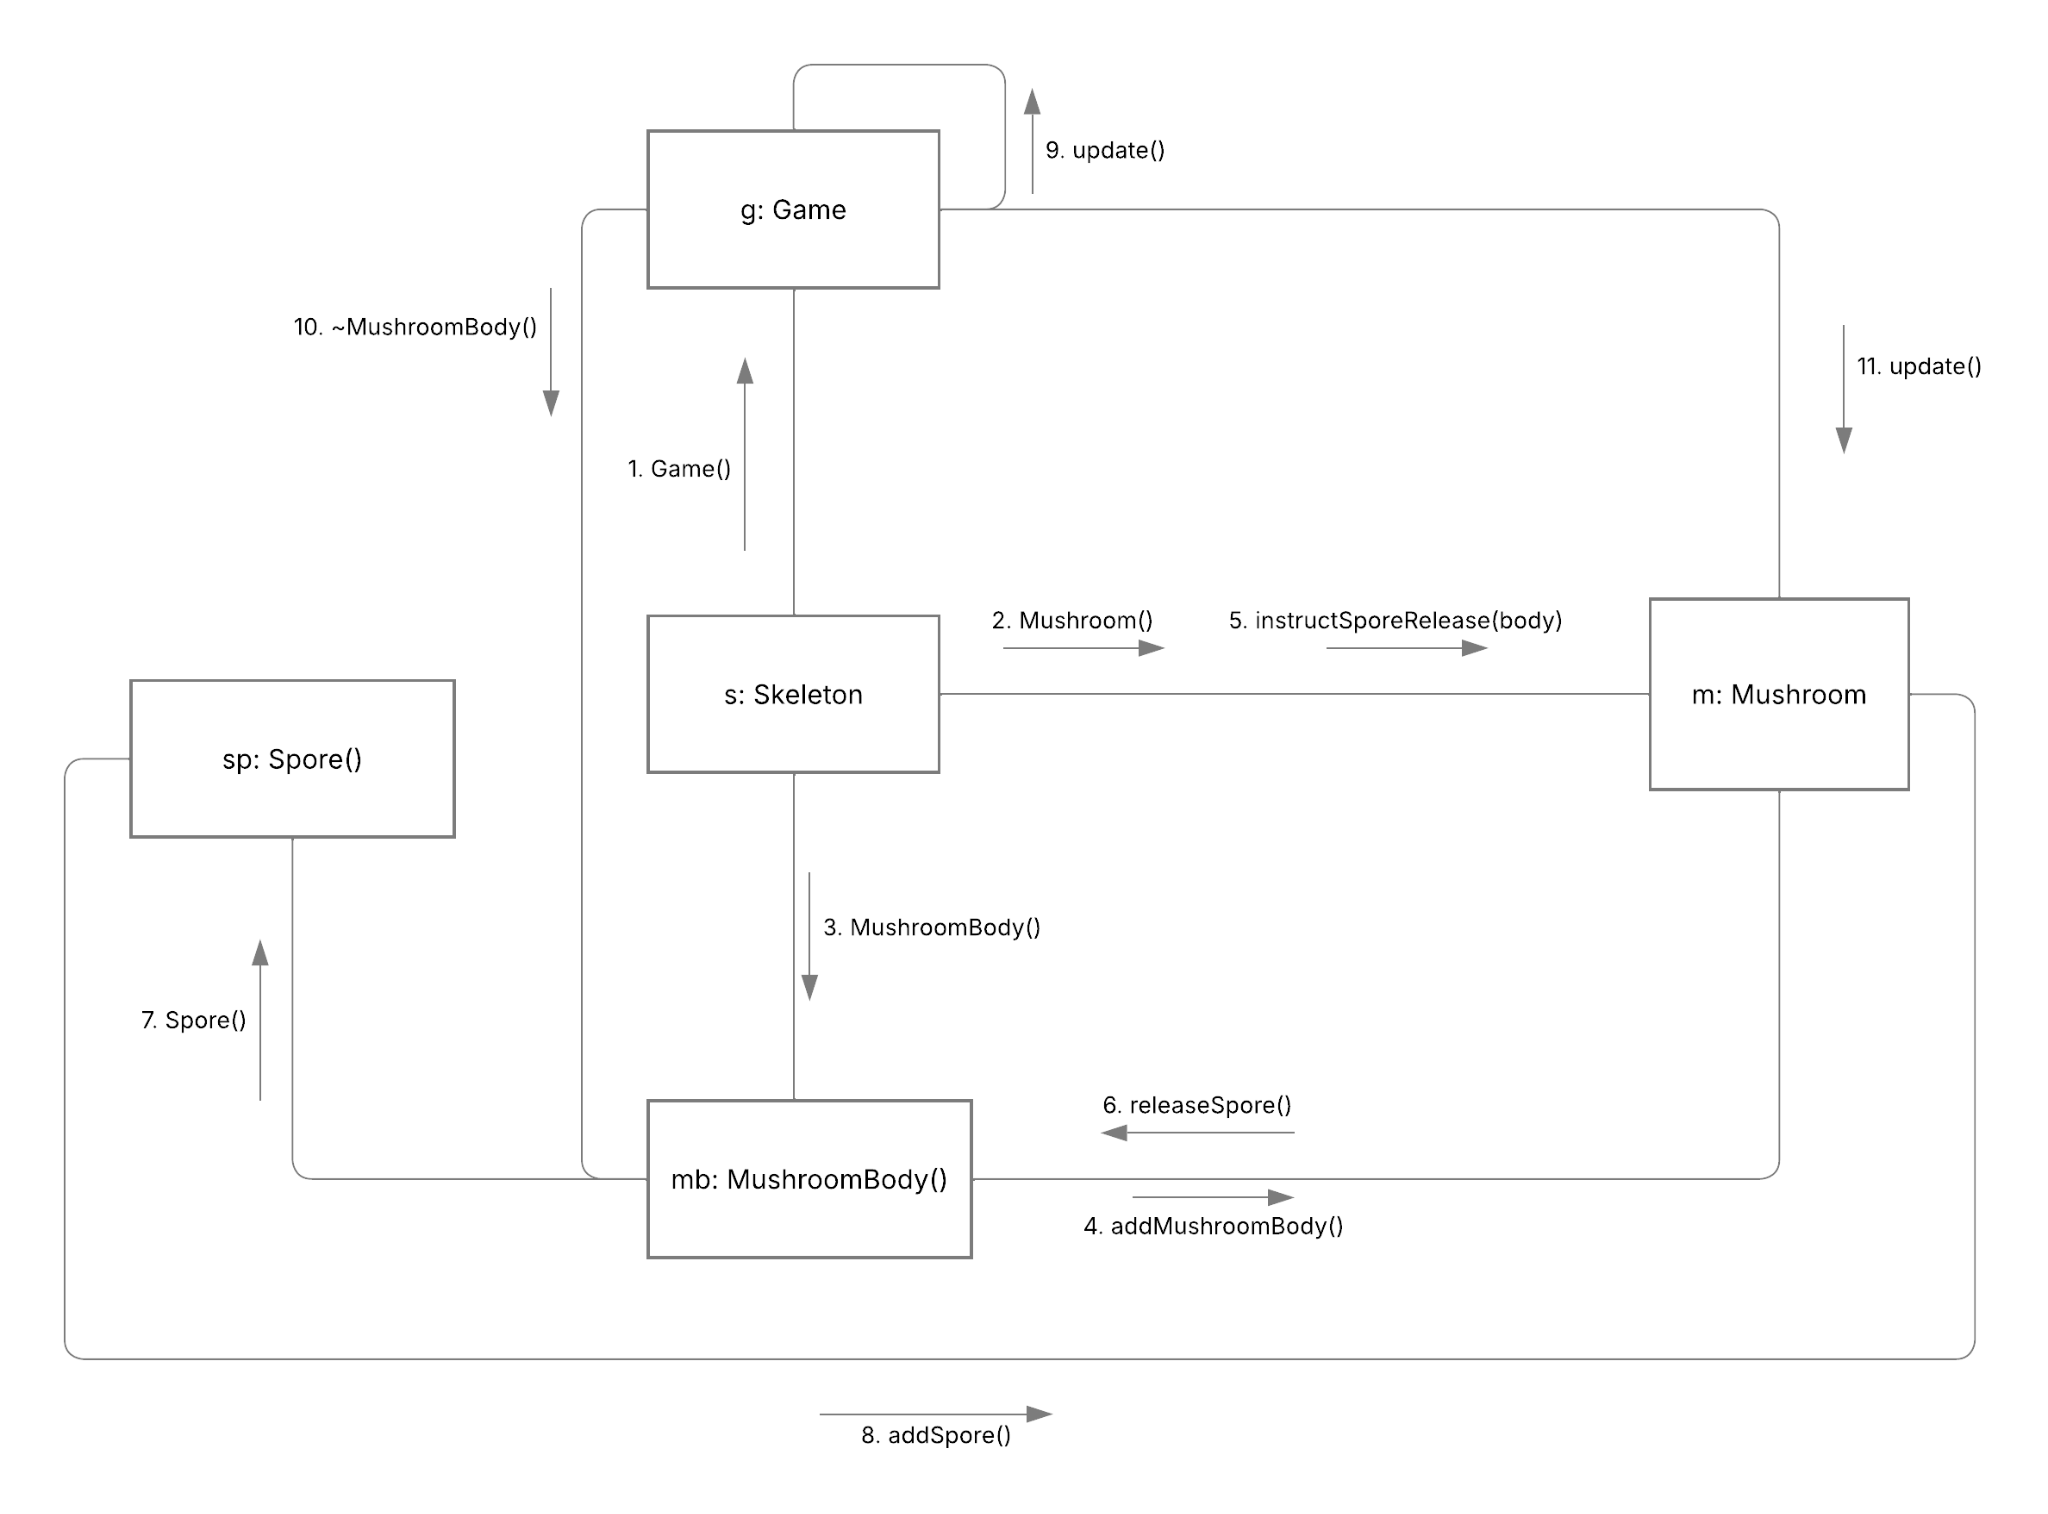 9. update()
g: Game
10. ~MushroomBody()
11. update()
1. Game()
2. Mushroom()
5. instructSporeRelease(body)
s: Skeleton
m: Mushroom
sp: Spore()
3. MushroomBody()
7. Spore()
6. releaseSpore()
mb: MushroomBody()
4. addMushroomBody()
8. addSpore()